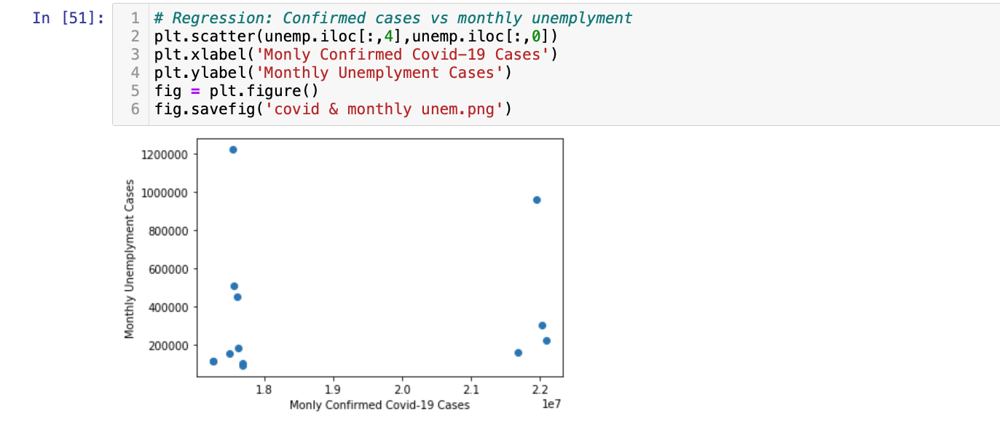 In [51]:
1 # Regression: Confirmed cases vs monthly unemplyment
2 plt.scatter(unemp.iloc[:,4],unemp.iloc[:,0])
3 plt.xlabel('Monly Confirmed Covid-19 Cases')
4 plt.ylabel('Monthly Unemplyment Cases')
5 fig = plt.figure()
6 fig.savefig('covid & monthly unem.png')
Monthly Unemplyment Cases
1200000
1000000
800000
600000
400000
200000
1.8 1.9 2.0 2.1 2.2
1e7
Monly Confirmed Covid-19 Cases